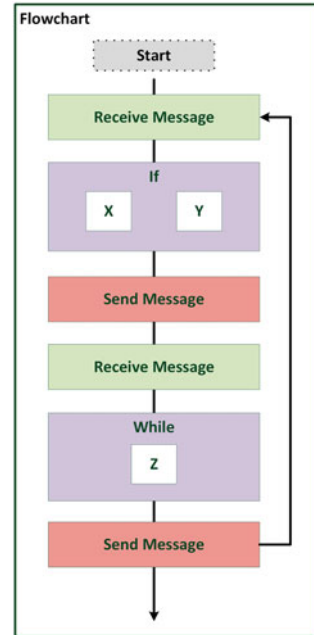 Flowchart
Start
Receive Message
If
X Y
Send Message
Receive Message
While
Z
Send Message